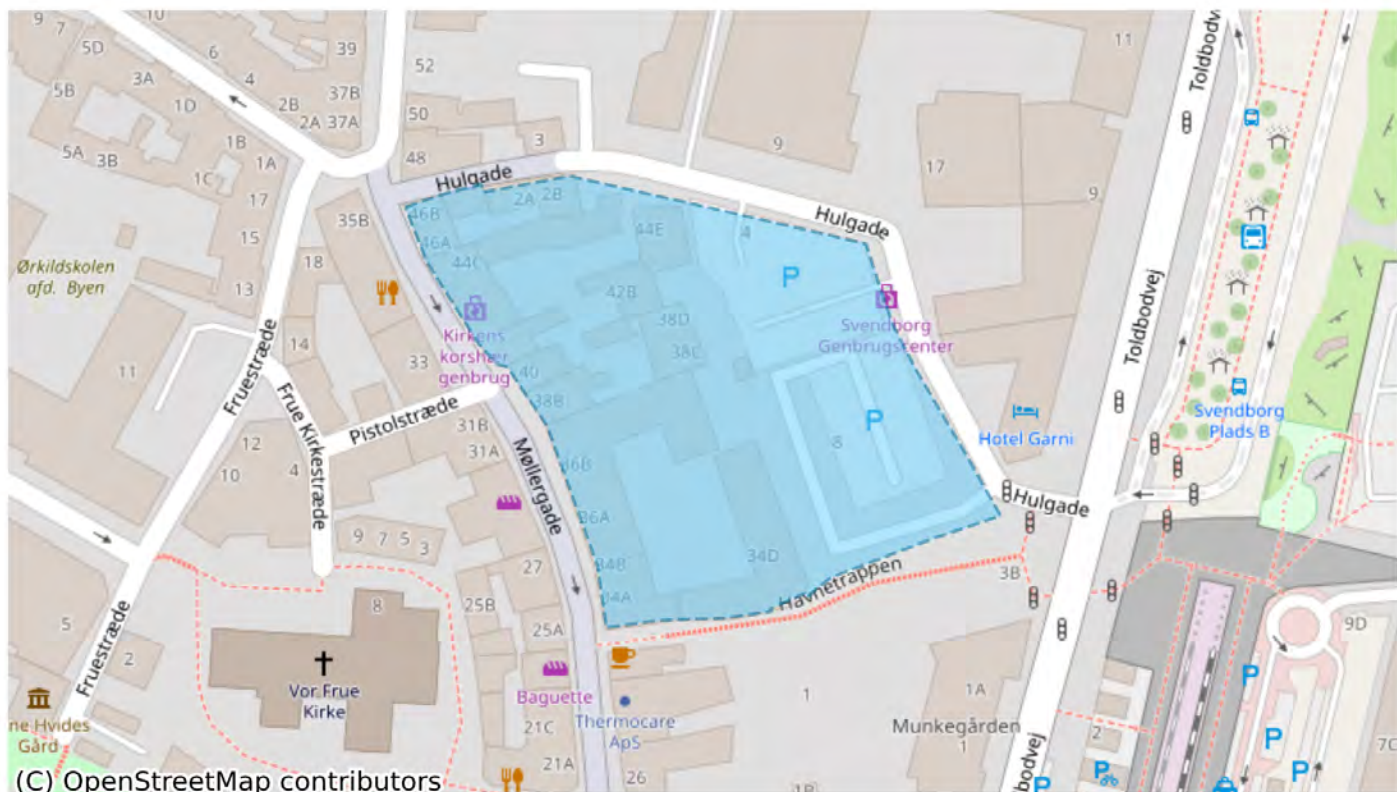 9
7
5D
6
39
52
11
Toldbodvej
3A
4
37B
5B
1D
2B
50
2A
37A
3
9
1B
5A
3B
1A
48
17
1C
Hulgade
9
17
2A
2B
35B
46B
Hulgade
15
44E
4
46A
Ørkildskolen
afd. Byen
18
44C
13
42B
P
Kirkens
korshær
genbrug
38D
Svendborg
Genbrugscenter
Toldbodvej
14
33
38C
11
40
Fruestræde
38B
Frue Kirkestræde
Pistolstræde
31B
P
Hotel Garni
Svendborg
Plads B
12
31A
8
10
4
36B
Møllergade
Hulgade
36A
9
7
5
3
27
34B
34D
Havnetrappen
3B
8
25B
34A
5
25A
9D
2
Fruestræde
Vor Frue
Kirke
Baguette
1
1A
P
Thermocare
ApS
Munkegården
ne Hvides
Gård
21C
1
2
P
7C
21A
26
1B
Toldbodvej
P
P
P
(C) OpenStreetMap contributors